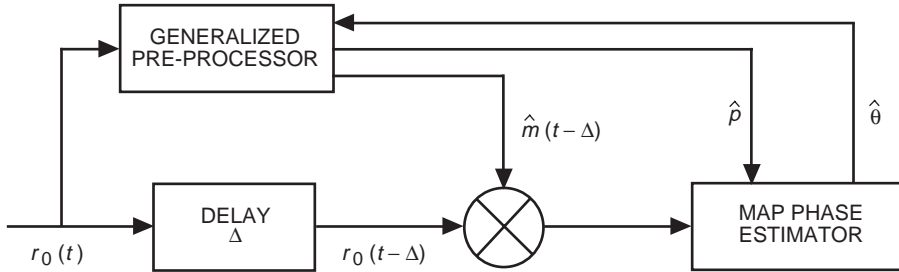 GENERALIZED
PRE-PROCESSOR
m̂ (t – Δ)
p̂
θ̂
DELAY
Δ
MAP PHASE
ESTIMATOR
r₀(t)
r₀(t–Δ)